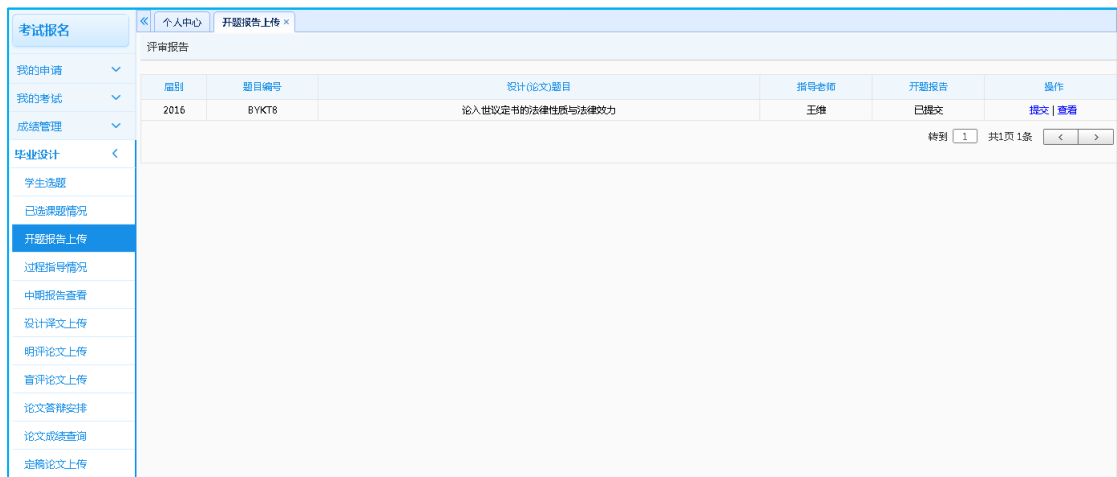 考试报名
我的申请
我的考试
成绩管理
毕业设计
学生选题
已选课题情况
开题报告上传
过程指导情况
中期报告查看
设计译文上传
明评论文上传
盲评论文上传
论文答辩安排
论文成绩查询
定稿论文上传
个人中心 开题报告上传 ×
评审报告
届别 题目编号 设计(论文)题目 指导老师 开题报告 操作
2016 BYKT8 论入世议定书的法律性质与法律效力 王维 已提交 提交 | 查看
转到 1 共1页 1条 < >